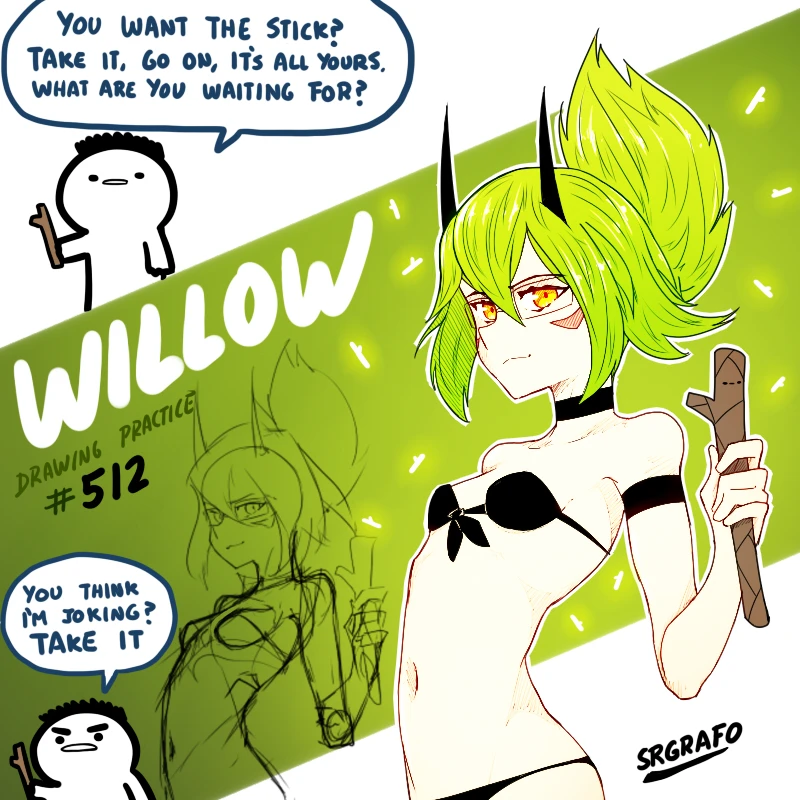 YOU WANT THE STICK?
TAKE IT, GO ON, IT'S ALL YOURS.
WHAT ARE YOU WAITING FOR?
WILLOW
DRAWING PRACTICE
#512
YOU THINK
I'M JOKING?
TAKE IT
SRGRAFO